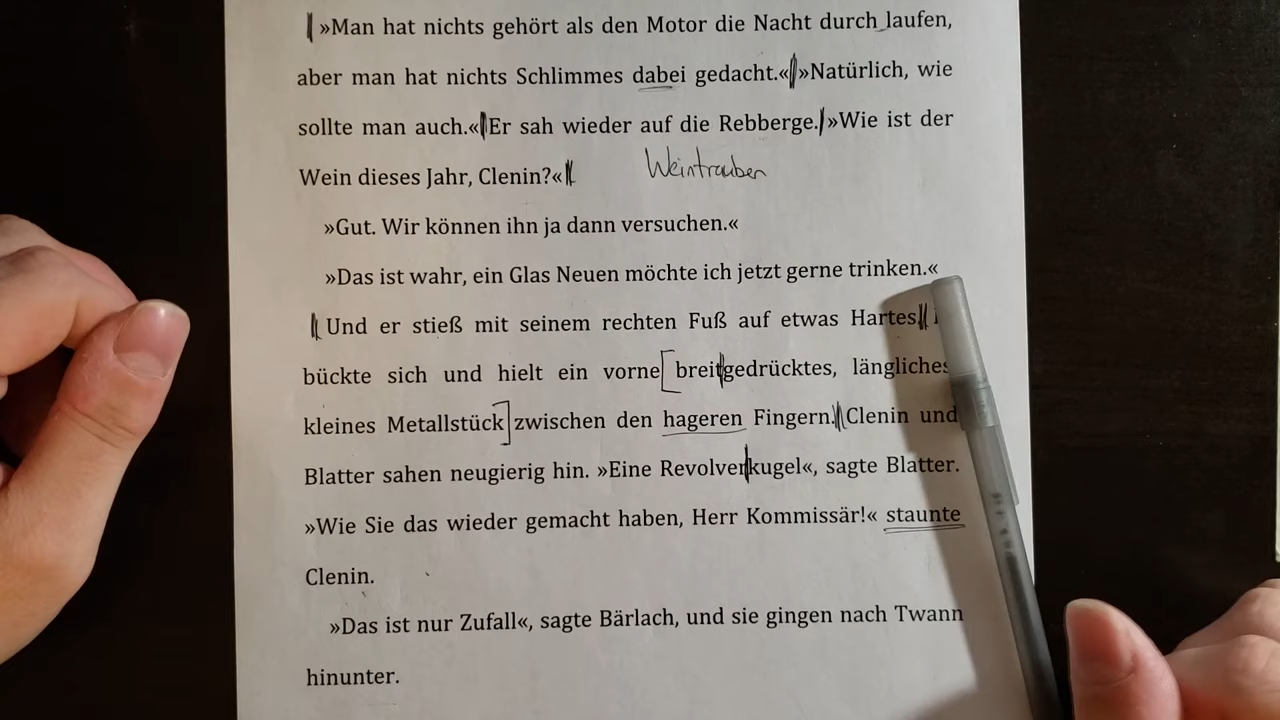 »Man hat nichts gehört als den Motor die Nacht durch laufen,
aber man hat nichts Schlimmes dabei gedacht.« »Natürlich, wie
sollte man auch.« Er sah wieder auf die Rebberge. »Wie ist der
Wein dieses Jahr, Clenin?«
Weintrauben
»Gut. Wir können ihn ja dann versuchen.«
»Das ist wahr, ein Glas Neuen möchte ich jetzt gerne trinken.«
Und er stieß mit seinem rechten Fuß auf etwas Hartes.
bückte sich und hielt ein vorne [breit gedrücktes, längliches
kleines Metallstück] zwischen den hageren Fingern. Clenin und
Blatter sahen neugierig hin. »Eine Revolverkugel«, sagte Blatter.
»Wie Sie das wieder gemacht haben, Herr Kommissär!« staunte
Clenin.
»Das ist nur Zufall«, sagte Bärlach, und sie gingen nach Twann
hinunter.